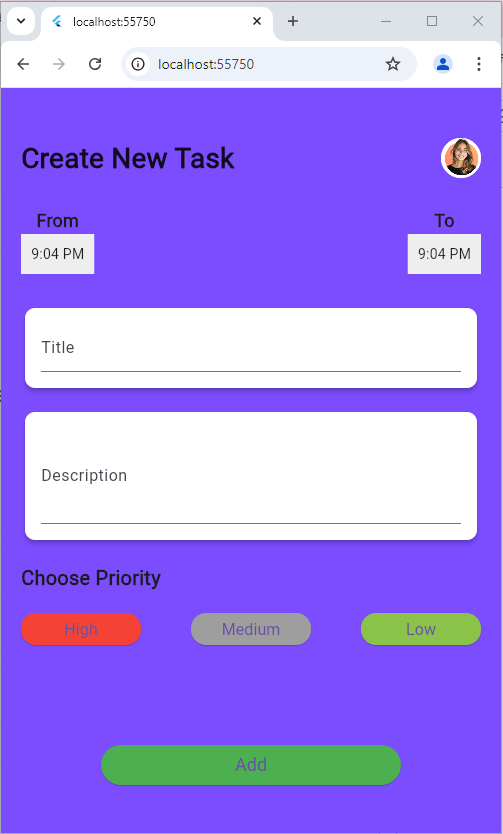 localhost:55750
localhost:55750
Create New Task
From To
9:04 PM 9:04 PM
Title
Description
Choose Priority
High Medium Low
Add